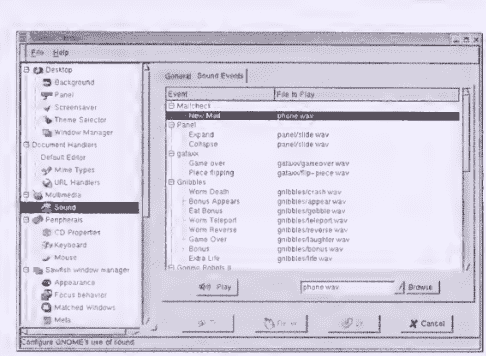 File Help
Desktop
Background
Panel
Screensaver
Theme Selector
Window Manager
Document Handlers
Default Editor
Mime Types
URL Handlers
Multimedia
Sound
Peripherals
CD Properties
Keyboard
Mouse
Sawfish window manager
Appearance
Focus behavior
Matched Windows
Meta
General Sound Events
Event File to Play
Mailcheck
New Mail phone.wav
Panel
Expand panel/slide.wav
Collapse panel/slide.wav
gataxx
Game over gataxx/gameover.wav
Piece flipping gataxx/flip-piece.wav
Gnibbles
Worm Death gnibbles/crash.wav
Bonus Appears gnibbles/appear.wav
Eat Bonus gnibbles/gobble.wav
Worm Teleport gnibbles/teleport.wav
Worm Reverse gnibbles/reverse.wav
Game Over gnibbles/laughter.wav
Bonus gnibbles/bonus.wav
Extra Life gnibbles/life.wav
Play phone.wav Browse
Cancel
Configure GNOME's use of sound